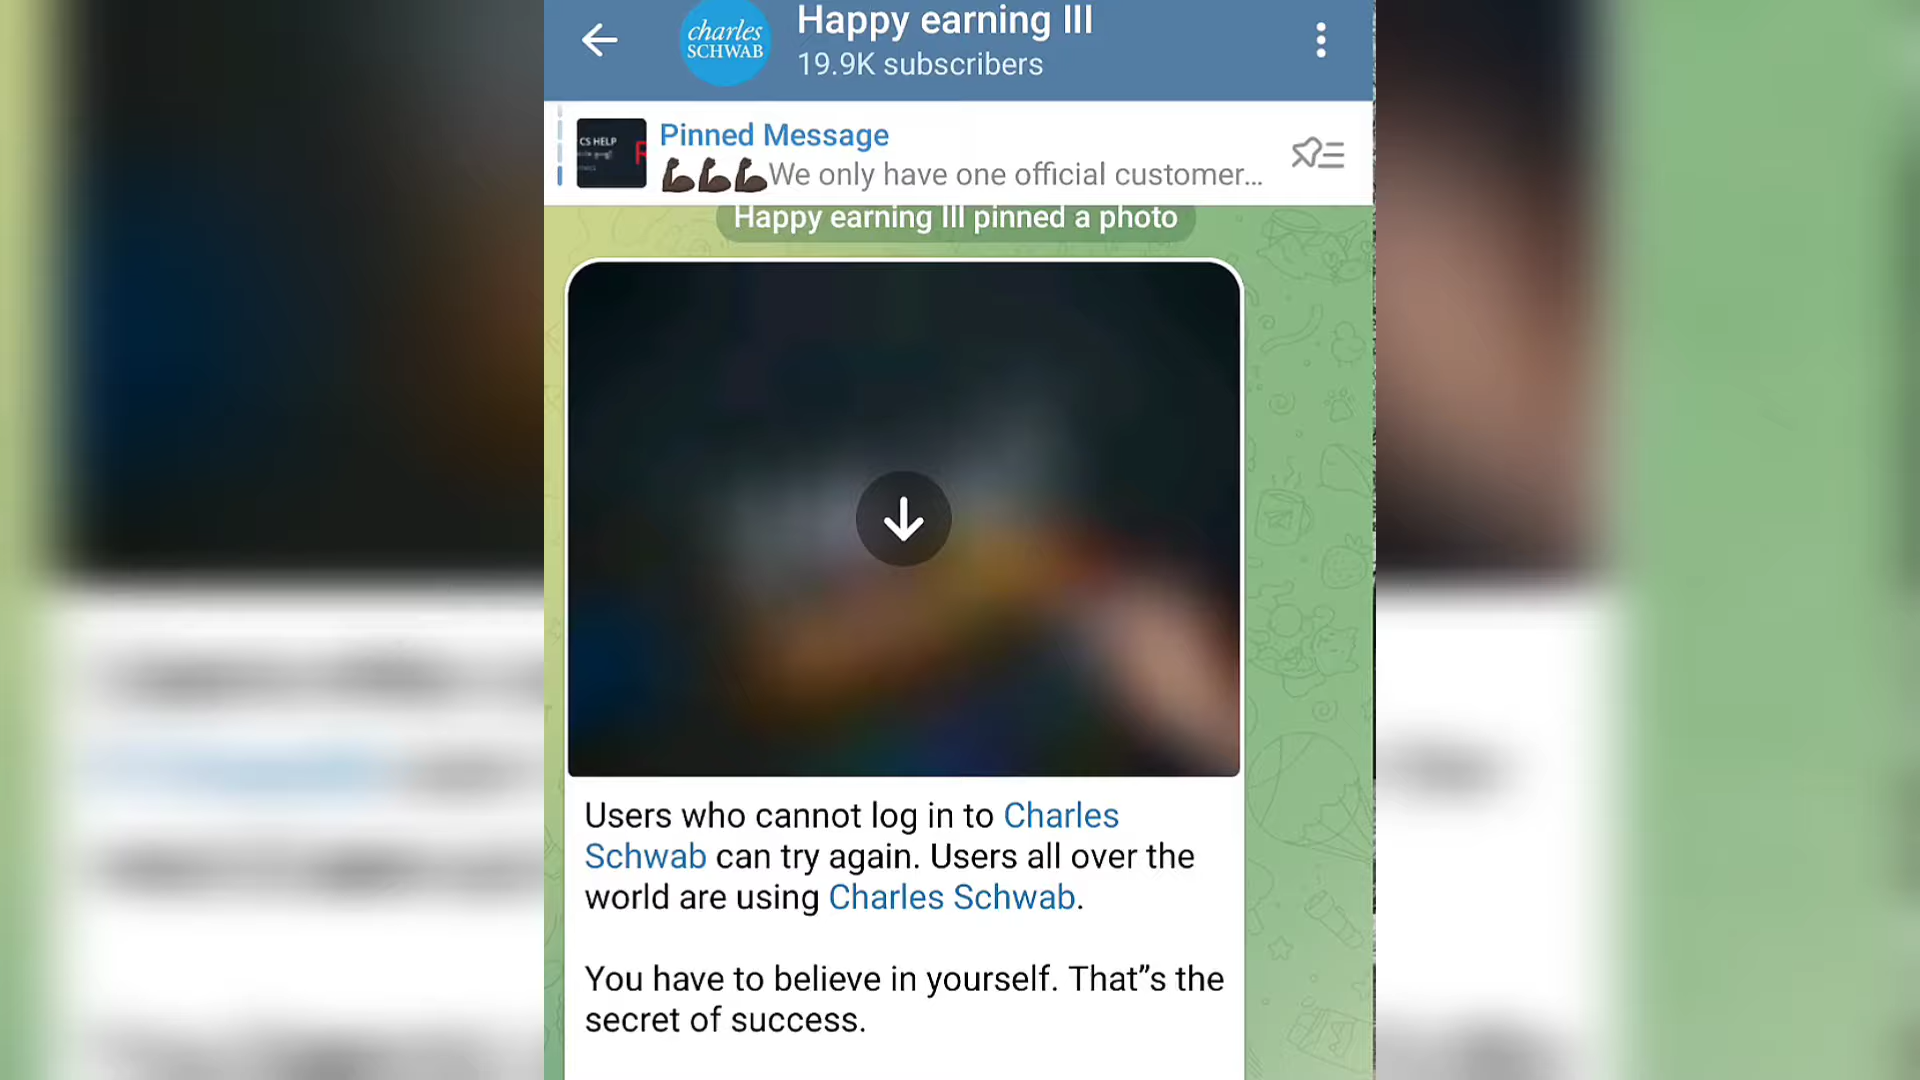 charles
SCHWAB
Happy earning III
19.9K subscribers
CS HELP
R
Pinned Message
💪🏿💪🏿💪🏿We only have one official customer...
Happy earning III pinned a photo
Users who cannot log in to Charles
Schwab can try again. Users all over the
world are using Charles Schwab.
You have to believe in yourself. That”s the
secret of success.